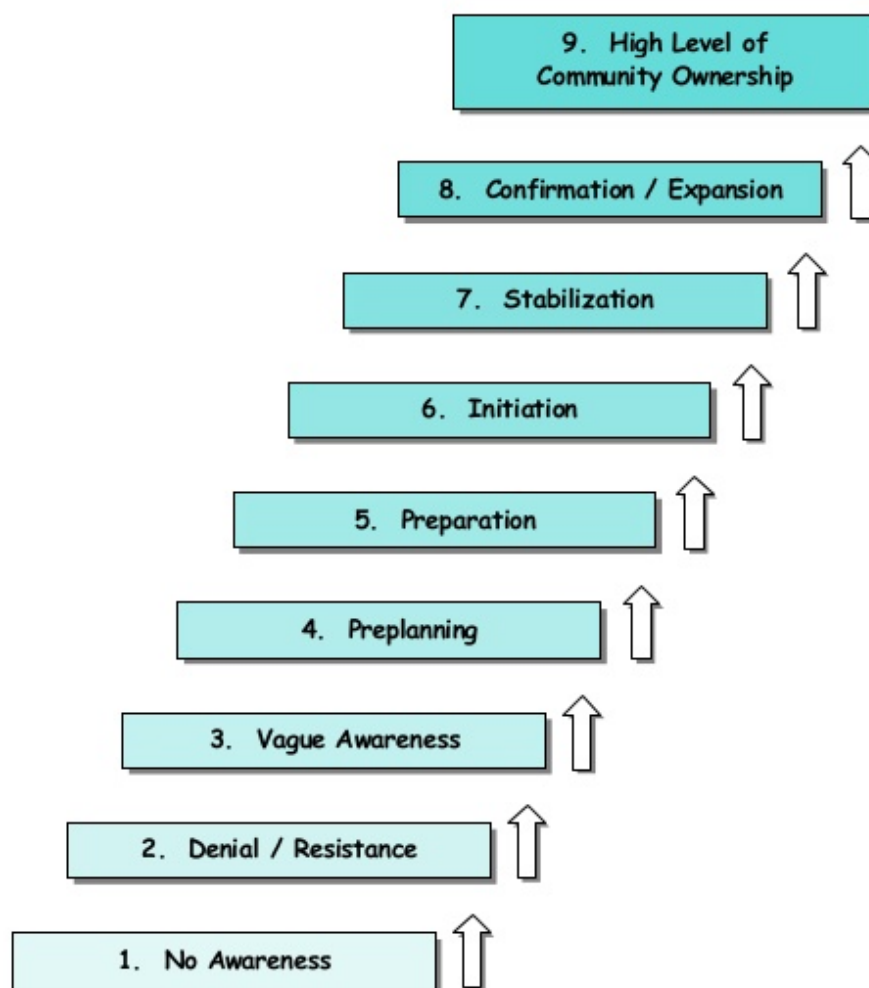 9. High Level of
Community Ownership
8. Confirmation / Expansion
7. Stabilization
6. Initiation
5. Preparation
4. Preplanning
3. Vague Awareness
2. Denial / Resistance
1. No Awareness